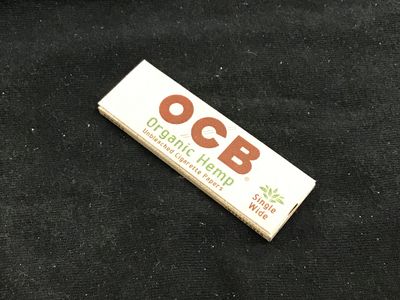 OCB®
Organic Hemp
Unbleached Cigarette Papers
Single
Wide